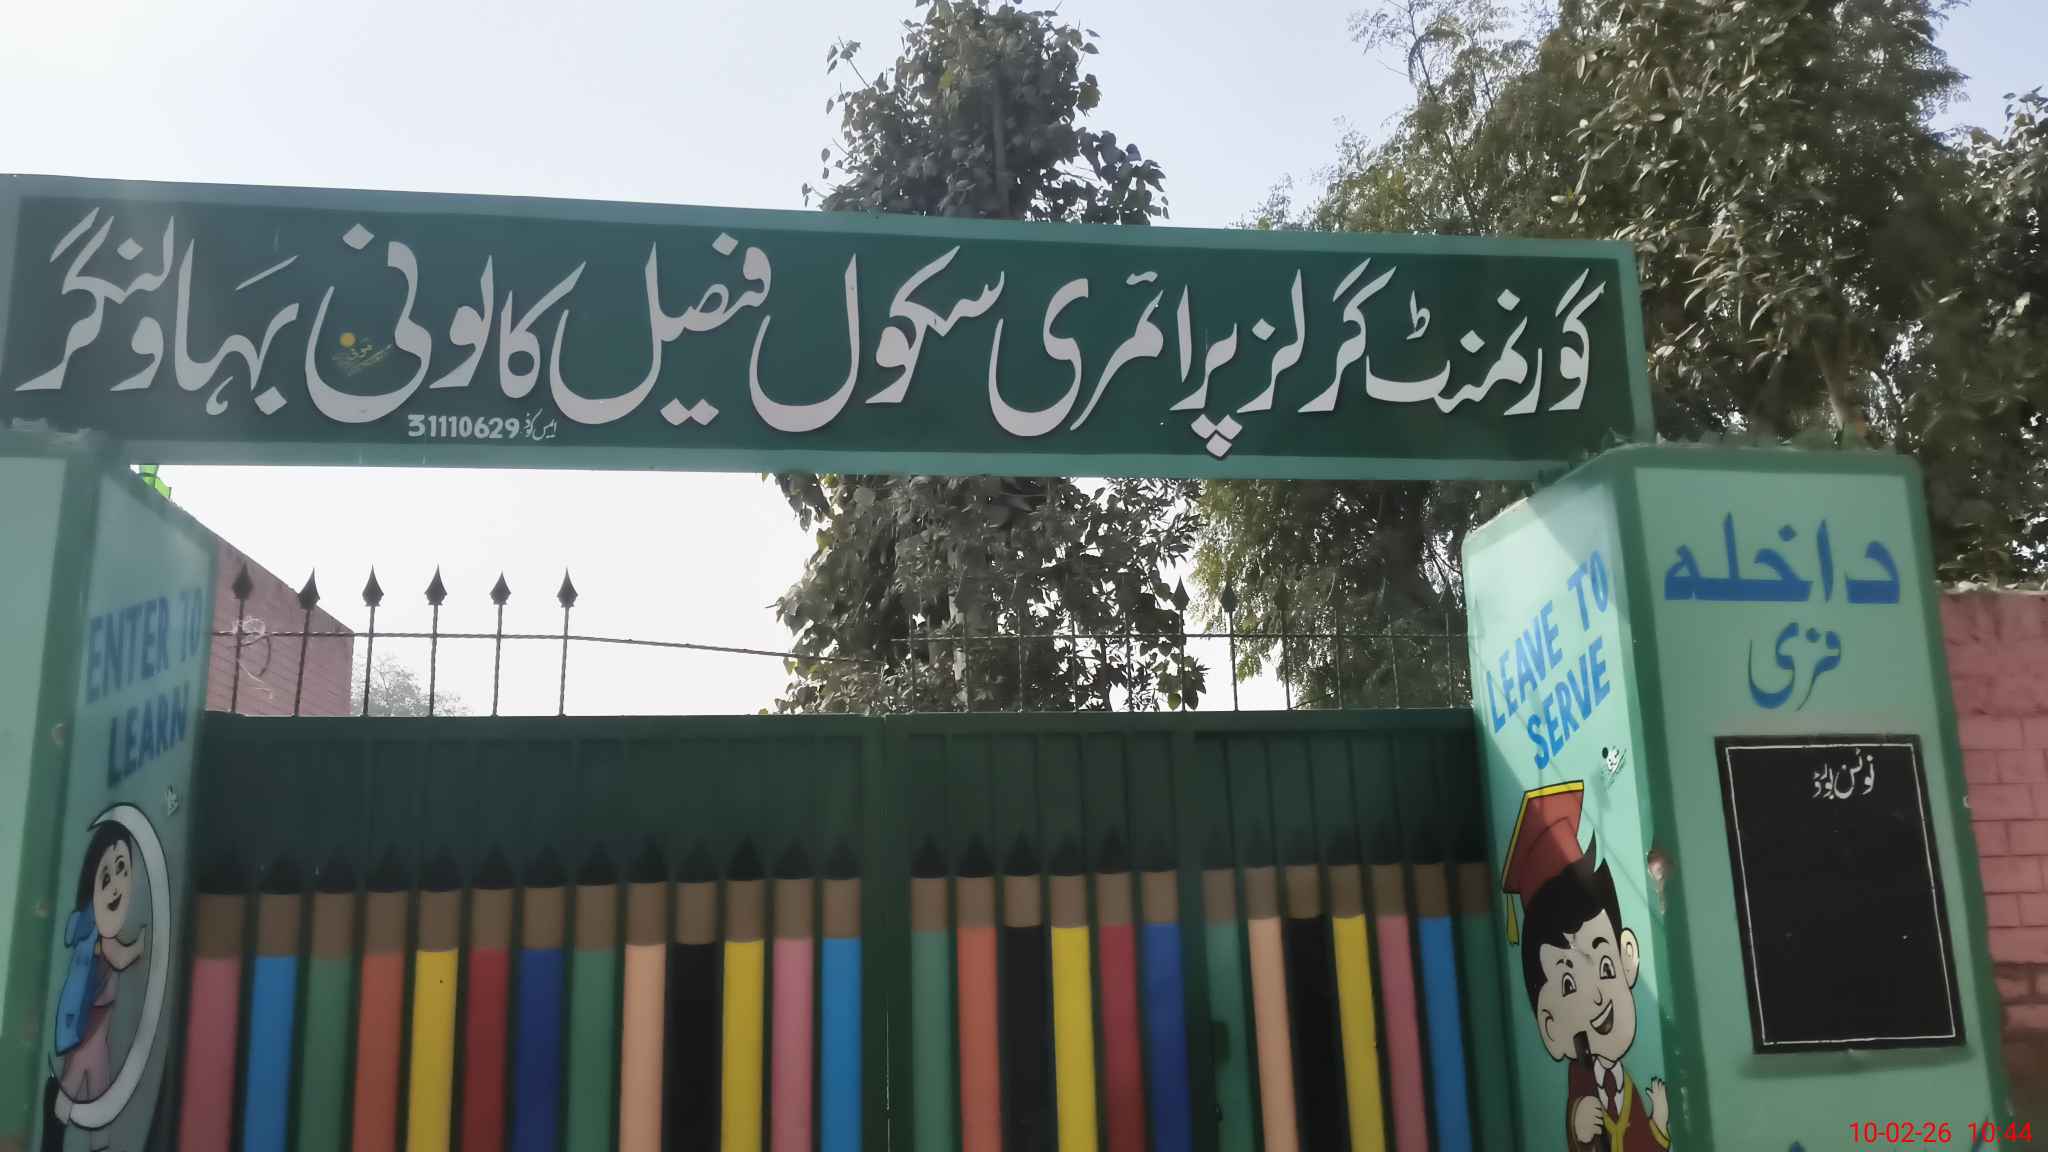 گورنمنٹ گرلز پرائمری سکول فیصل کالونی بہاولنگر
ایس کوڈ 31110629
ENTER TO
LEARN
LEAVE TO
SERVE
داخلہ
فری
نوٹس بورڈ
10-02-26 10:44